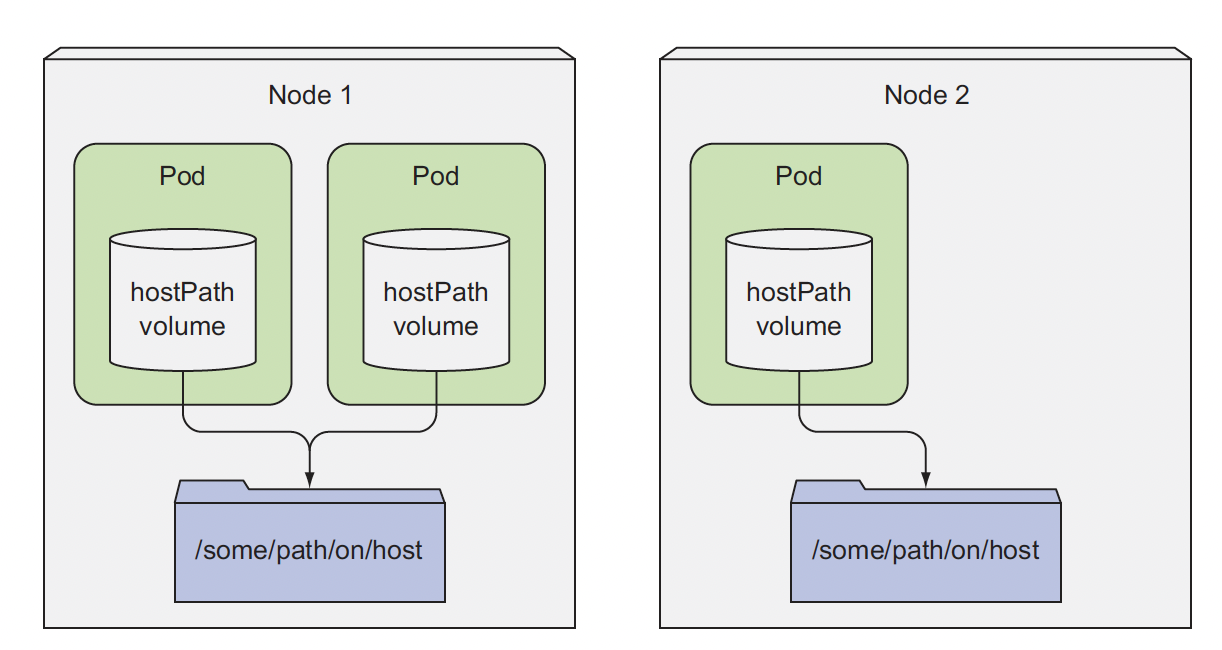 Node 1
Pod
hostPath
volume
Pod
hostPath
volume
/some/path/on/host
Node 2
Pod
hostPath
volume
/some/path/on/host